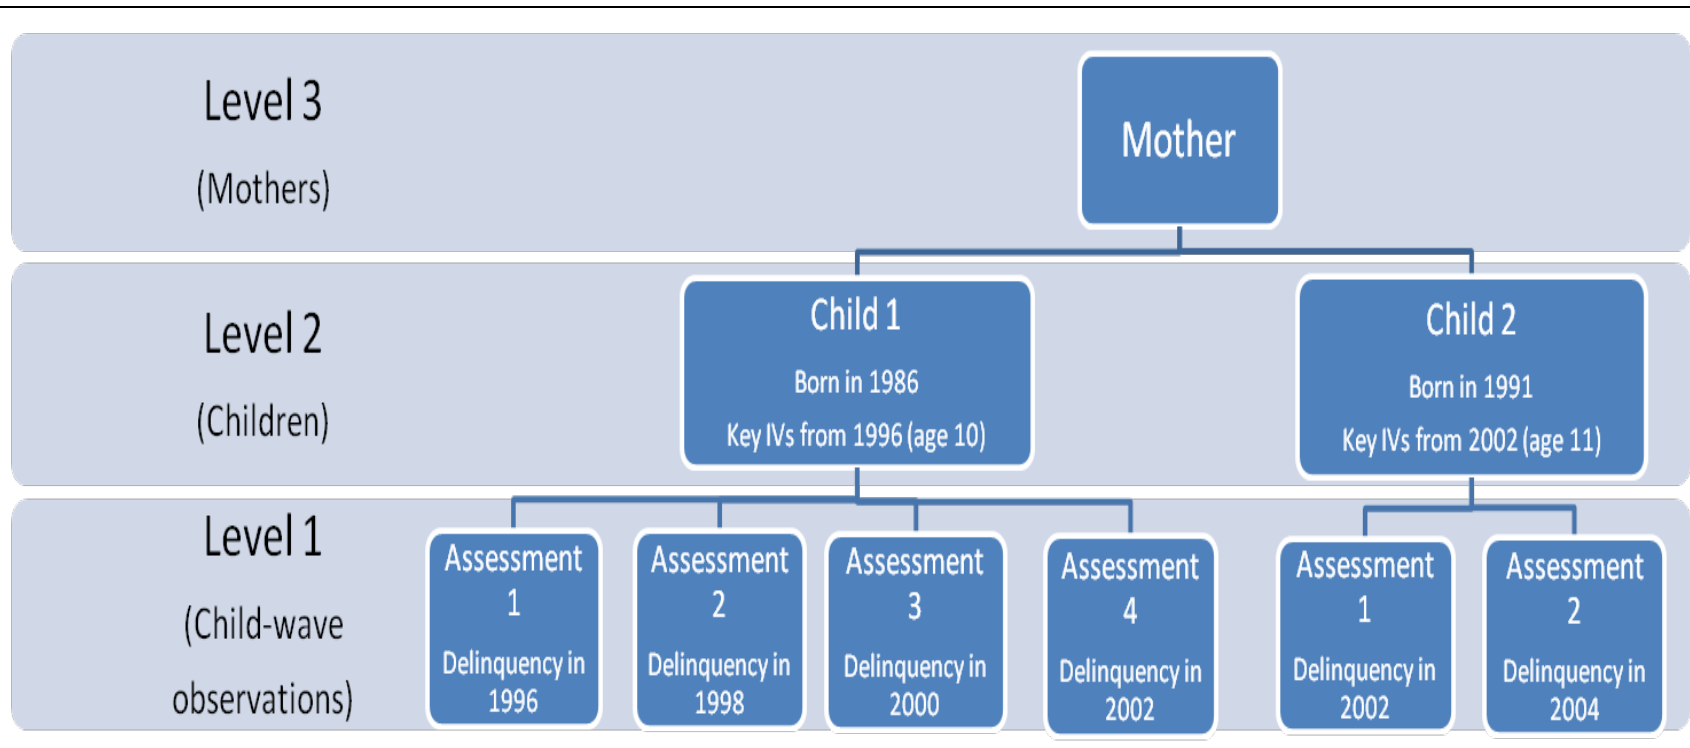 Level 3
(Mothers)
Mother
Level 2
(Children)
Child 1
Born in 1986
Key IVs from 1996 (age 10)
Child 2
Born in 1991
Key IVs from 2002 (age 11)
Level 1
(Child-wave
observations)
Assessment
1
Delinquency in
1996
Assessment
2
Delinquency in
1998
Assessment
3
Delinquency in
2000
Assessment
4
Delinquency in
2002
Assessment
1
Delinquency in
2002
Assessment
2
Delinquency in
2004